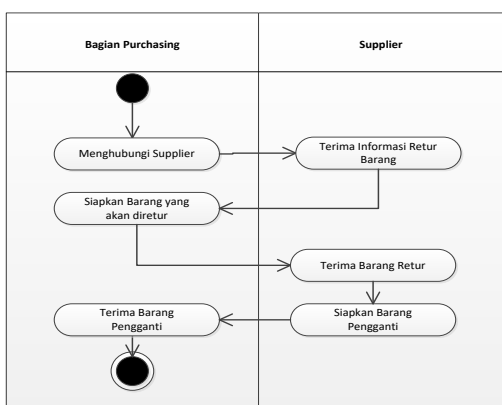 Bagian Purchasing
Supplier
Menghubungi Supplier
Terima Informasi Retur
Barang
Siapkan Barang yang
akan diretur
Terima Barang Retur
Siapkan Barang
Pengganti
Terima Barang
Pengganti